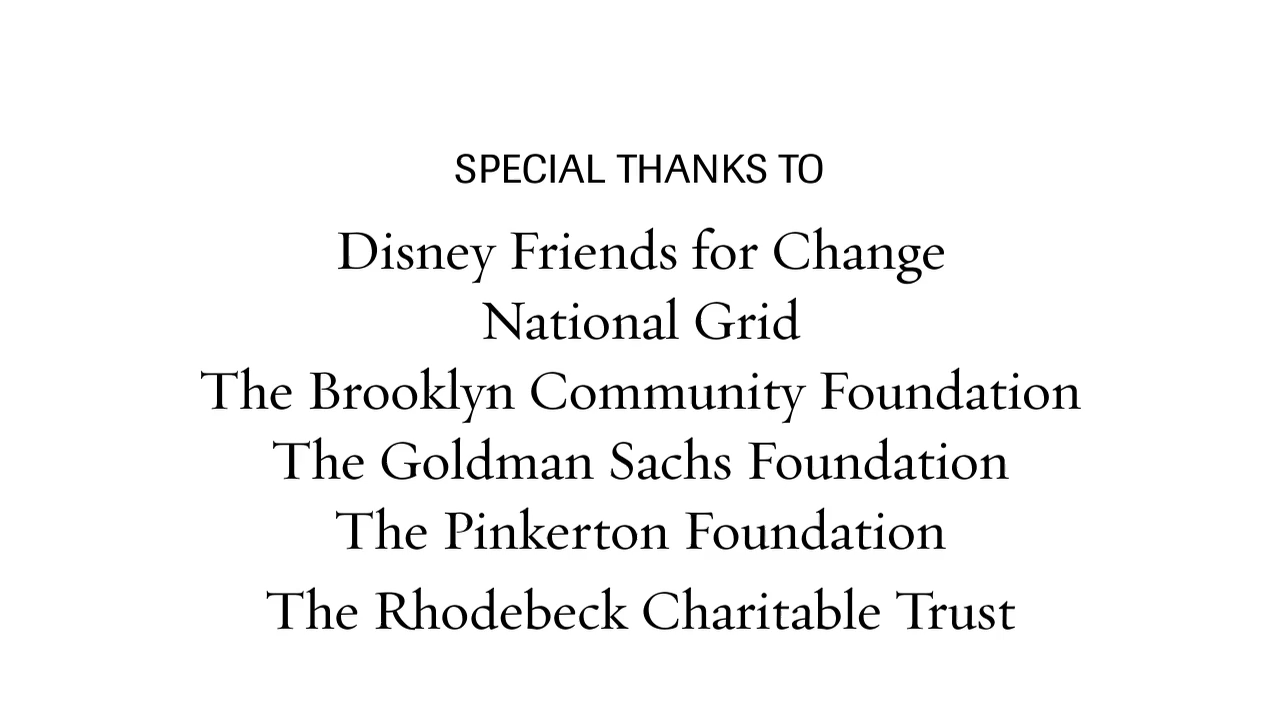 SPECIAL THANKS TO
Disney Friends for Change
National Grid
The Brooklyn Community Foundation
The Goldman Sachs Foundation
The Pinkerton Foundation
The Rhodebeck Charitable Trust